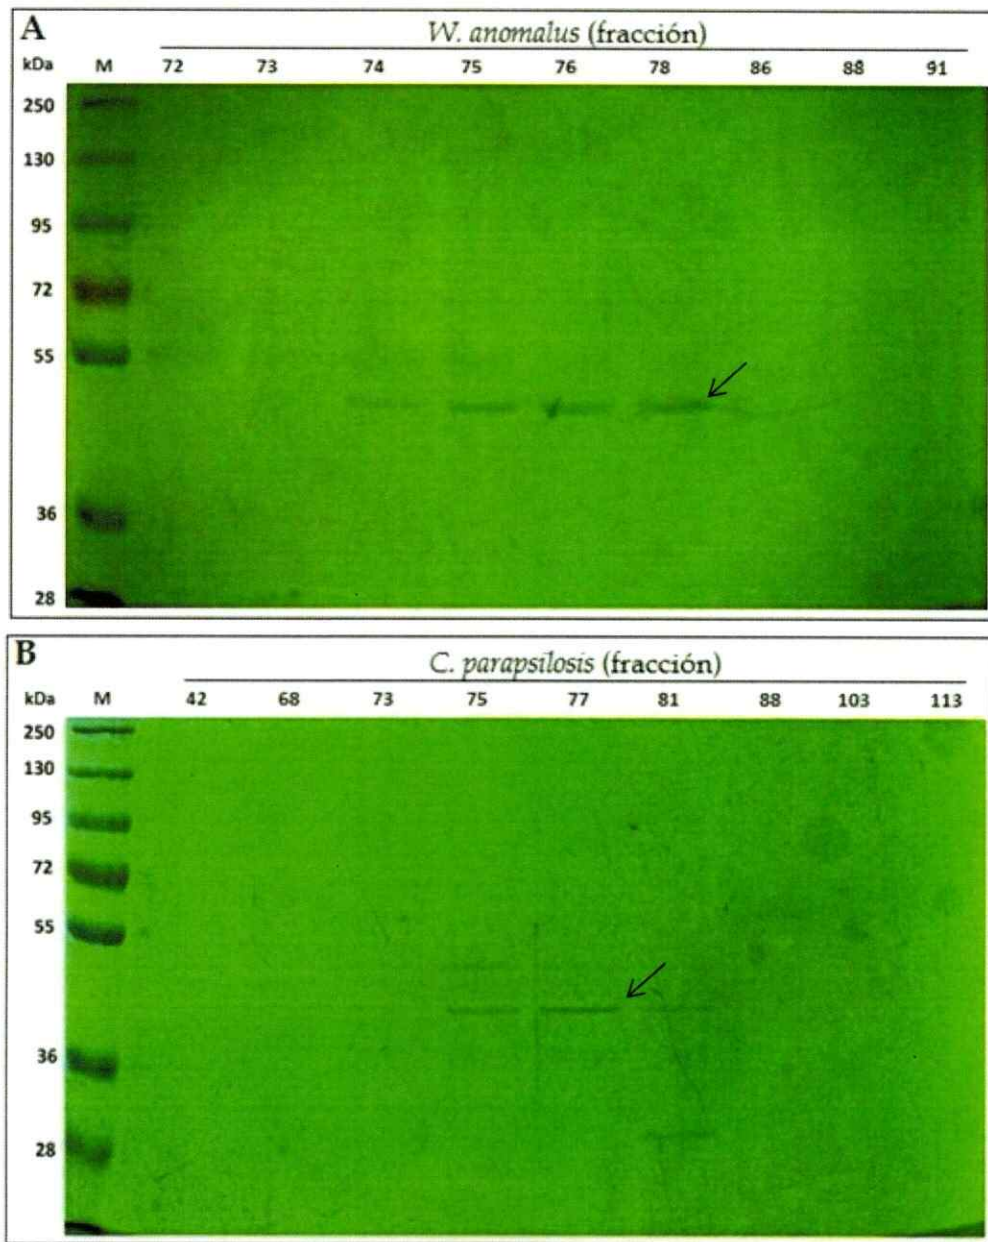 A
W. anomalus (fracción)
kDa M 72 73 74 75 76 78 86 88 91
250
130
95
72
55
36
28
B
C. parapsilosis (fracción)
kDa M 42 68 73 75 77 81 88 103 113
250
130
95
72
55
36
28